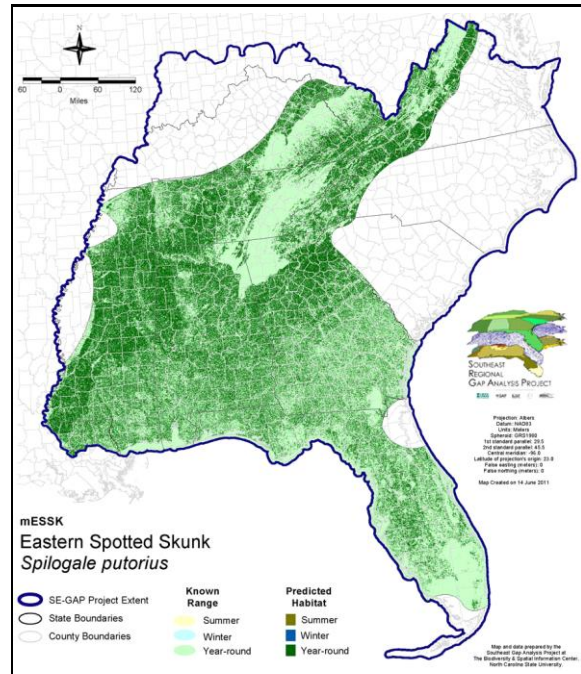 N
60 0 60 120
Miles
SOUTHEAST
REGIONAL
GAP ANALYSIS PROJECT
Projection: Albers
Datum: NAD83
Units: Meters
Spheroid: GRS1980
1st standard parallel: 29.5
2nd standard parallel: 45.5
Central meridian: -96.0
Latitude of projection's origin: 23.0
False easting (meters): 0
False northing (meters): 0
Map Created on 14 June 2011
mESSK
Eastern Spotted Skunk
Spilogale putorius
SE-GAP Project Extent
State Boundaries
County Boundaries
Known
Range
Summer
Winter
Year-round
Predicted
Habitat
Summer
Winter
Year-round
Map and data prepared by the
Southeast Gap Analysis Project at
The Biodiversity & Spatial Information Center,
North Carolina State University.